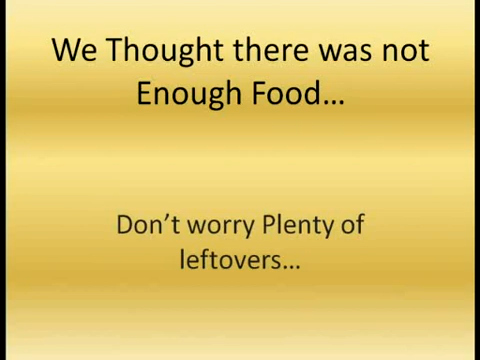 We Thought there was not
Enough Food…
Don’t worry Plenty of
leftovers…